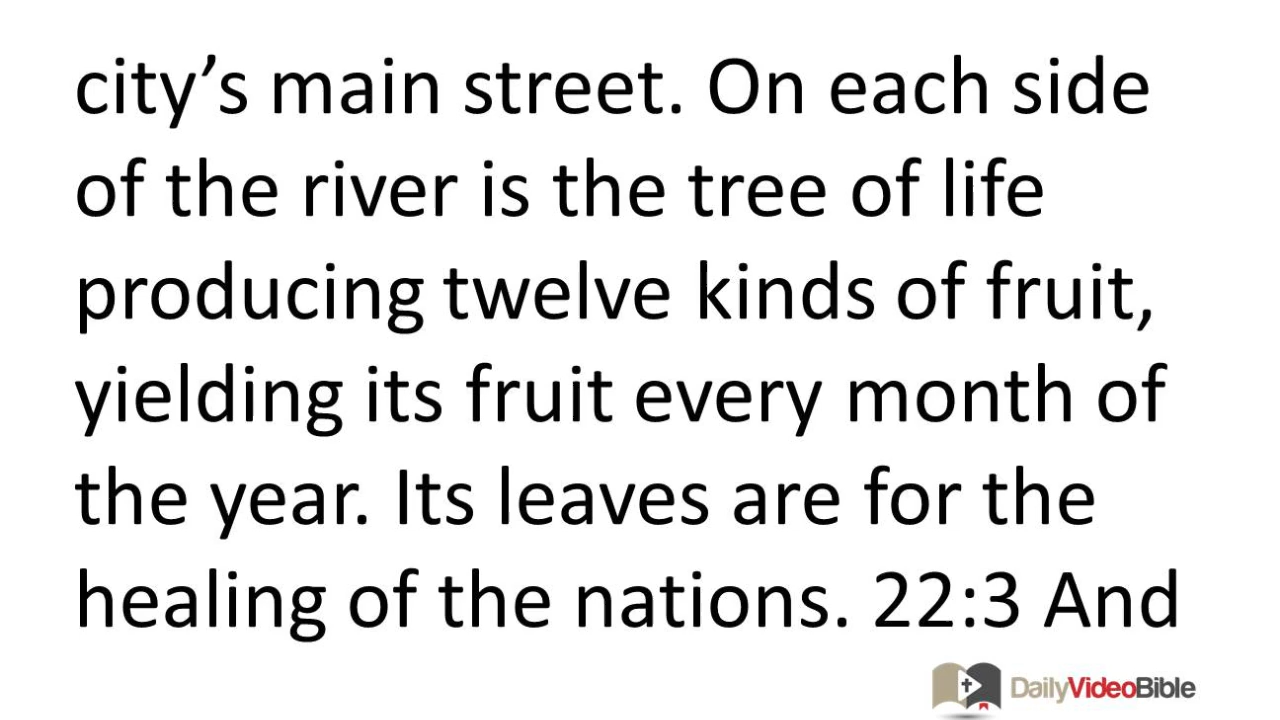 city’s main street. On each side
of the river is the tree of life
producing twelve kinds of fruit,
yielding its fruit every month of
the year. Its leaves are for the
healing of the nations. 22:3 And
DailyVideoBible